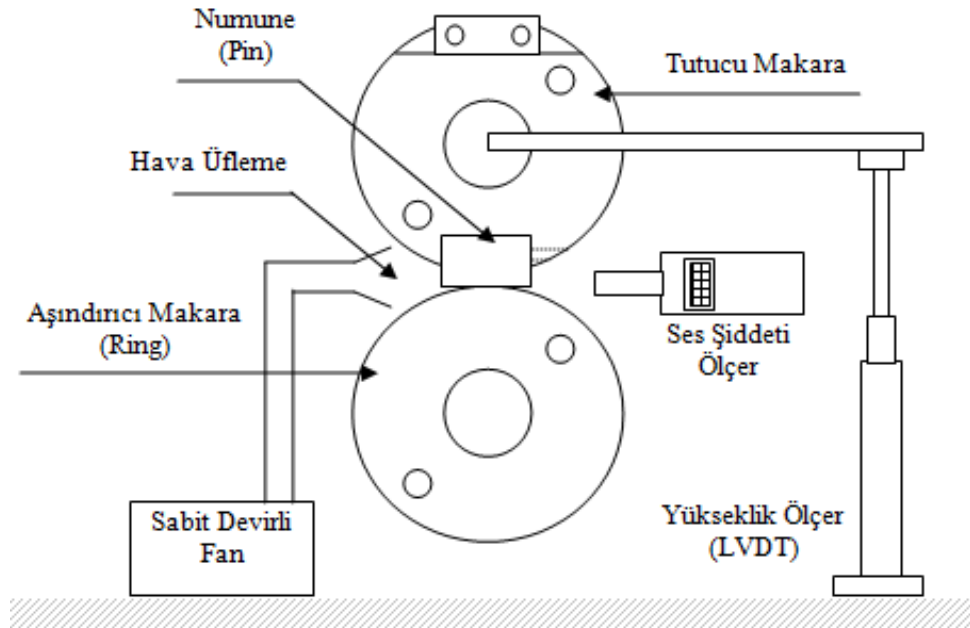 Numune
(Pin)
Tutucu Makara
Hava Üfleme
Aşındırıcı Makara
(Ring)
Ses Şiddeti
Ölçer
Sabit Devirli
Fan
Yükseklik Ölçer
(LVDT)